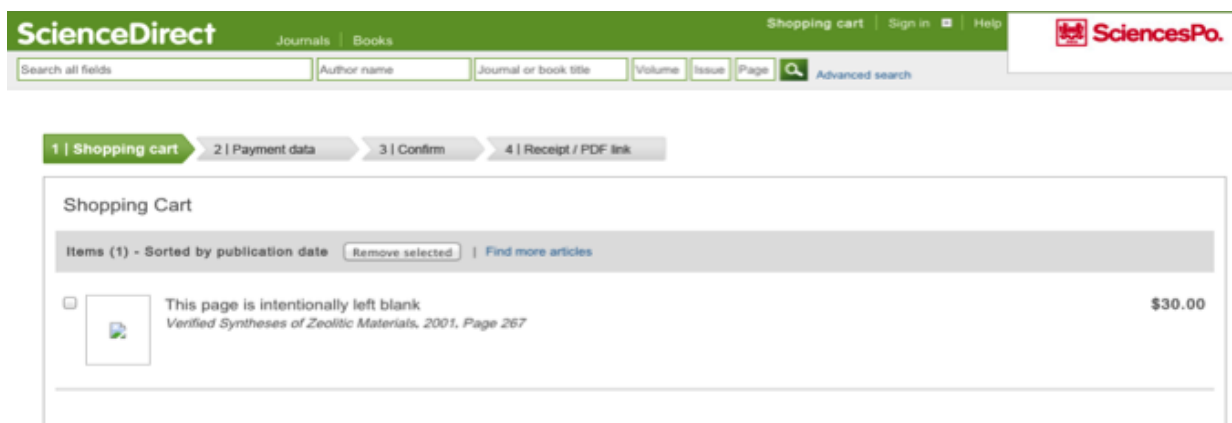 ScienceDirect
Journals | Books
Shopping cart | Sign in | Help
SciencesPo.
Search all fields
Author name
Journal or book title
Volume
Issue
Page
Advanced search
1 | Shopping cart
2 | Payment data
3 | Confirm
4 | Receipt / PDF link
Shopping Cart
Items (1) - Sorted by publication date Remove selected | Find more articles
This page is intentionally left blank $30.00
Verified Syntheses of Zeolitic Materials, 2001, Page 267